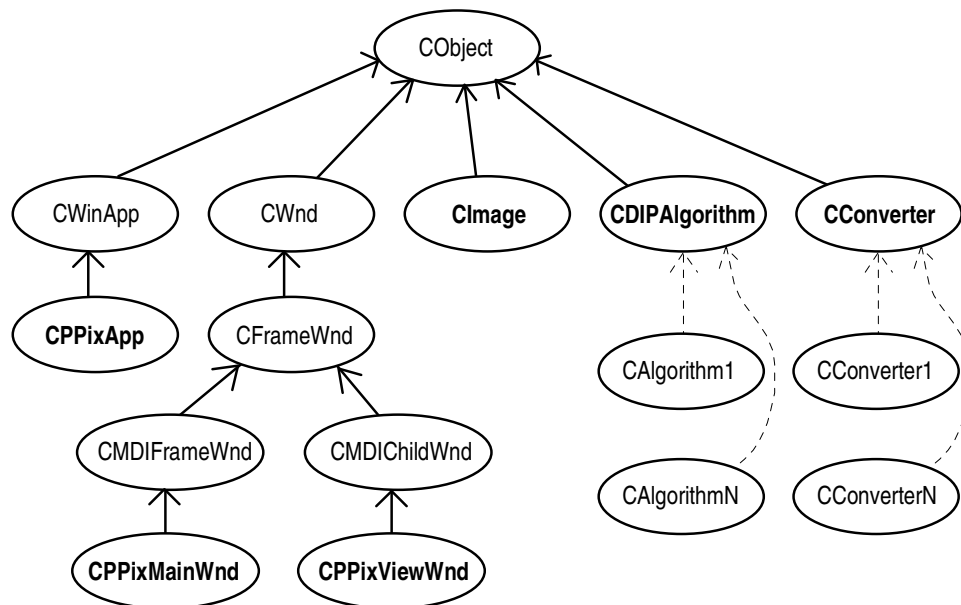 CObject
CWinApp
CWnd
CImage
CDIPAlgorithm
CConverter
CPPixApp
CFrameWnd
CAlgorithm1
CConverter1
CMDIFrameWnd
CMDIChildWnd
CAlgorithmN
CConverterN
CPPixMainWnd
CPPixViewWnd